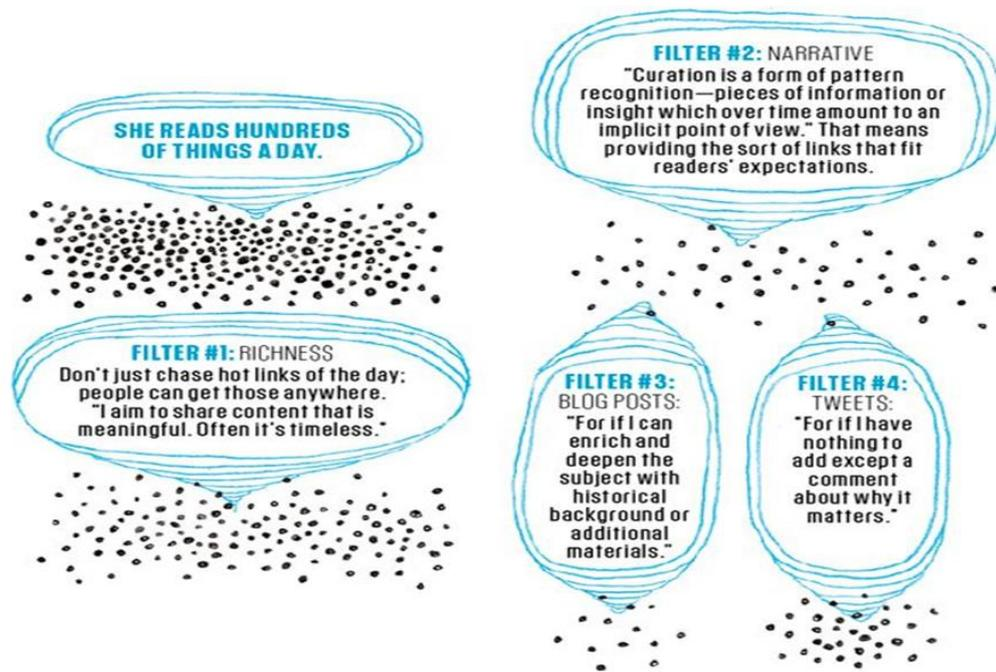 SHE READS HUNDREDS
OF THINGS A DAY.
FILTER #1: RICHNESS
Don't just chase hot links of the day;
people can get those anywhere.
"I aim to share content that is
meaningful. Often it's timeless."
FILTER #2: NARRATIVE
"Curation is a form of pattern
recognition—pieces of information or
insight which over time amount to an
implicit point of view." That means
providing the sort of links that fit
readers' expectations.
FILTER #3:
BLOG POSTS:
"For if I can
enrich and
deepen the
subject with
historical
background or
additional
materials."
FILTER #4:
TWEETS:
"For if I have
nothing to
add except a
comment
about why it
matters."